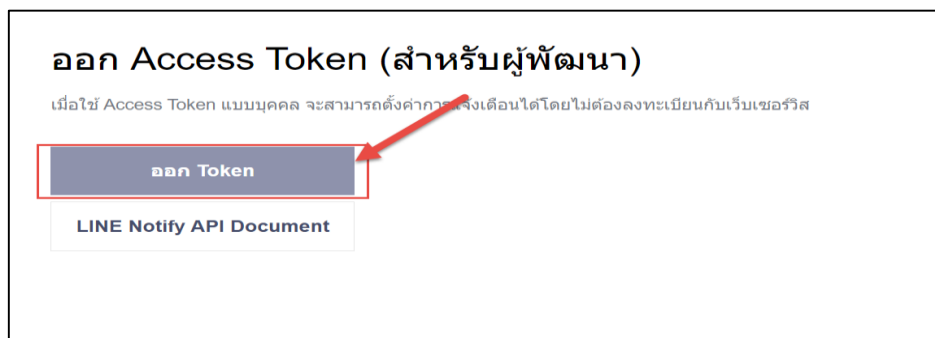 ออก Access Token (สำหรับผู้พัฒนา)
เมื่อใช้ Access Token แบบบุคคล จะสามารถตั้งค่าการแจ้งเตือนได้โดยไม่ต้องลงทะเบียนกับเว็บเซอร์วิส
ออก Token
LINE Notify API Document